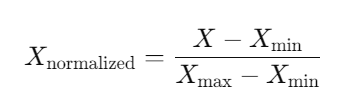 X_normalized = (X − X_min) / (X_max − X_min)